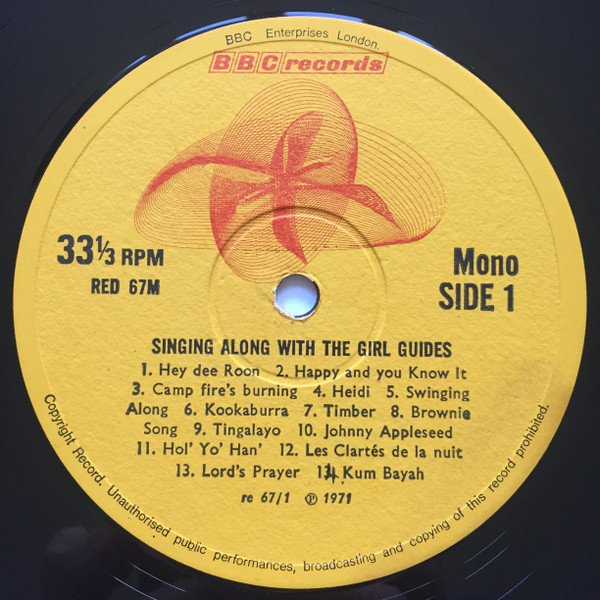 BBC Enterprises London.
BBC records
33⅓ RPM
RED 67M
Mono
SIDE 1
SINGING ALONG WITH THE GIRL GUIDES
1. Hey dee Roon 2. Happy and you Know It
3. Camp fire's burning 4. Heidi 5. Swinging
Along 6. Kookaburra 7. Timber 8. Brownie
Song 9. Tingalayo 10. Johnny Appleseed
11. Hol' Yo' Han' 12. Les Clartés de la nuit
13. Lord's Prayer 14. Kum Bayah
re 67/1 ℗ 1971
Copyright Record. Unauthorised public performances, broadcasting and copying of this record prohibited.